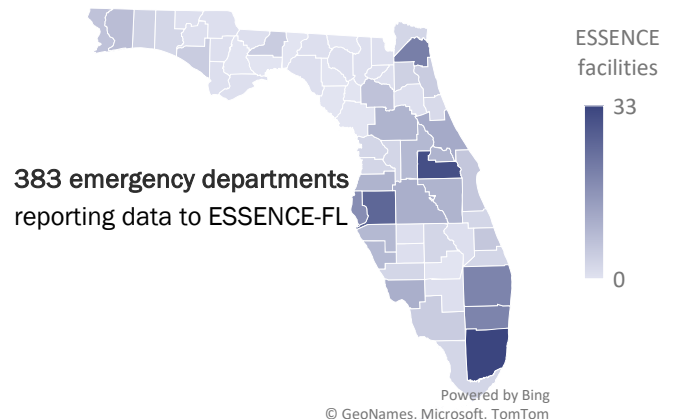 ESSENCE
facilities
33
383 emergency departments
reporting data to ESSENCE-FL
0
Powered by Bing
© GeoNames, Microsoft, TomTom